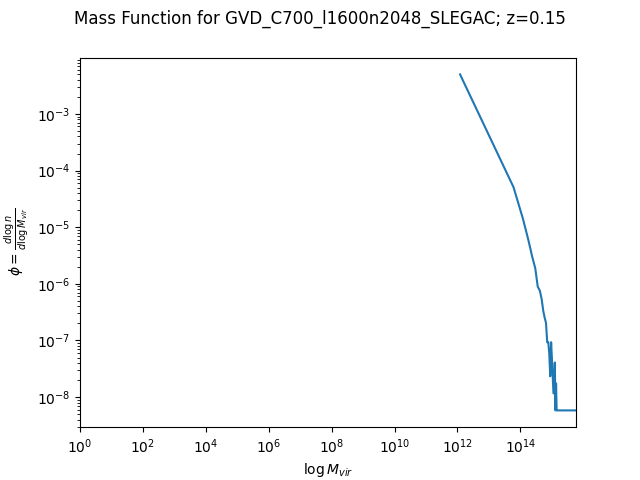 Mass Function for GVD_C700_l1600n2048_SLEGAC; z=0.15
10⁻³
10⁻⁴
10⁻⁵
10⁻⁶
10⁻⁷
10⁻⁸
ϕ = d log n / d log M_vir
10⁰ 10² 10⁴ 10⁶ 10⁸ 10¹⁰ 10¹² 10¹⁴
log M_vir